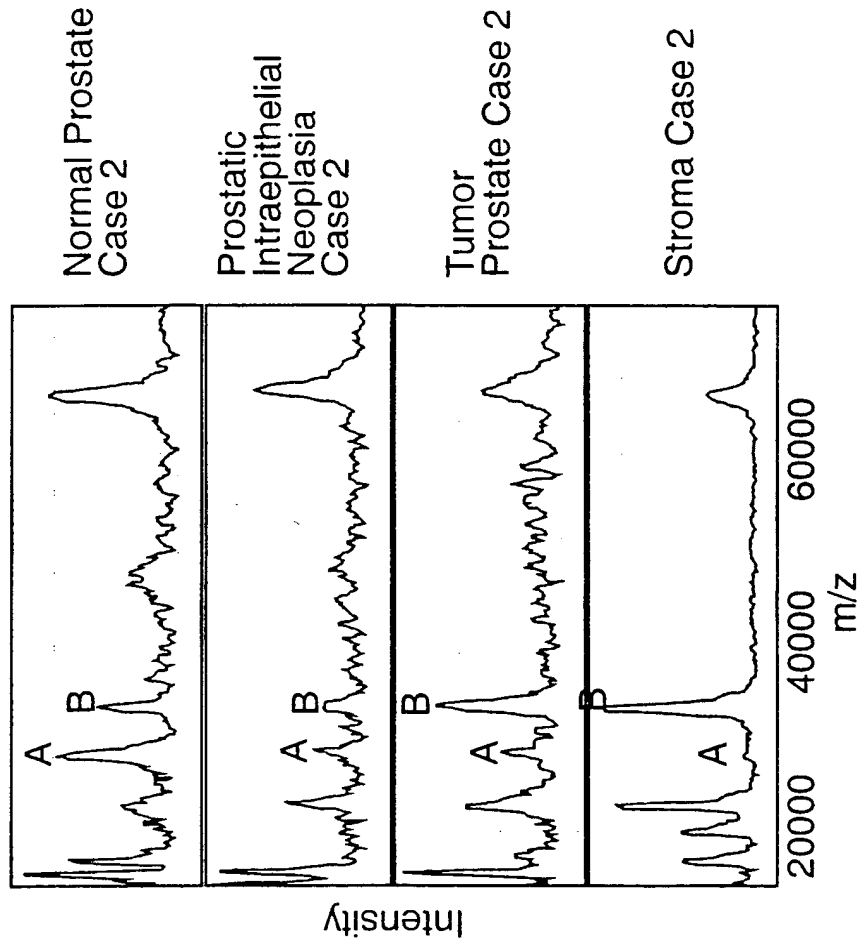 Normal Prostate
Case 2
A
B
Prostatic
Intraepithelial
Neoplasia
Case 2
A
B
Tumor
Prostate Case 2
A
B
Stroma Case 2
A
B
20000
40000
60000
m/z
Intensity